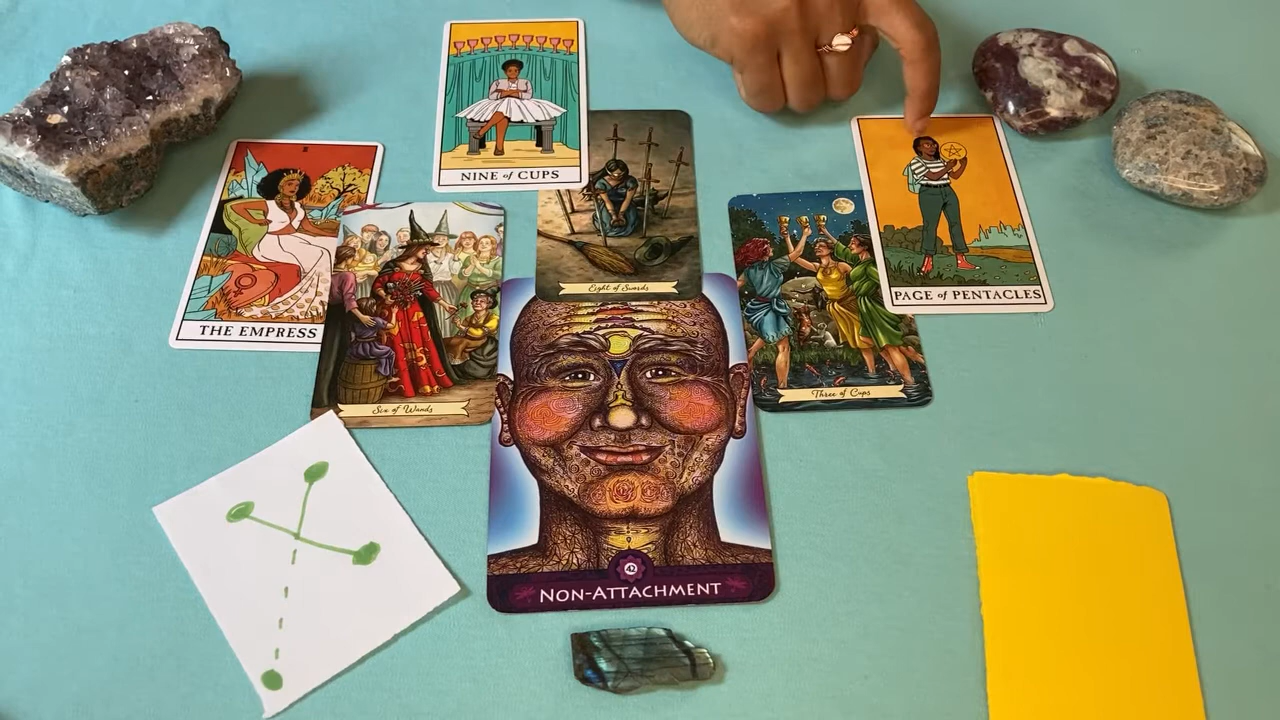 NINE of CUPS
Eight of Swords
THE EMPRESS
Six of Wands
Three of Cups
PAGE of PENTACLES
42
NON-ATTACHMENT